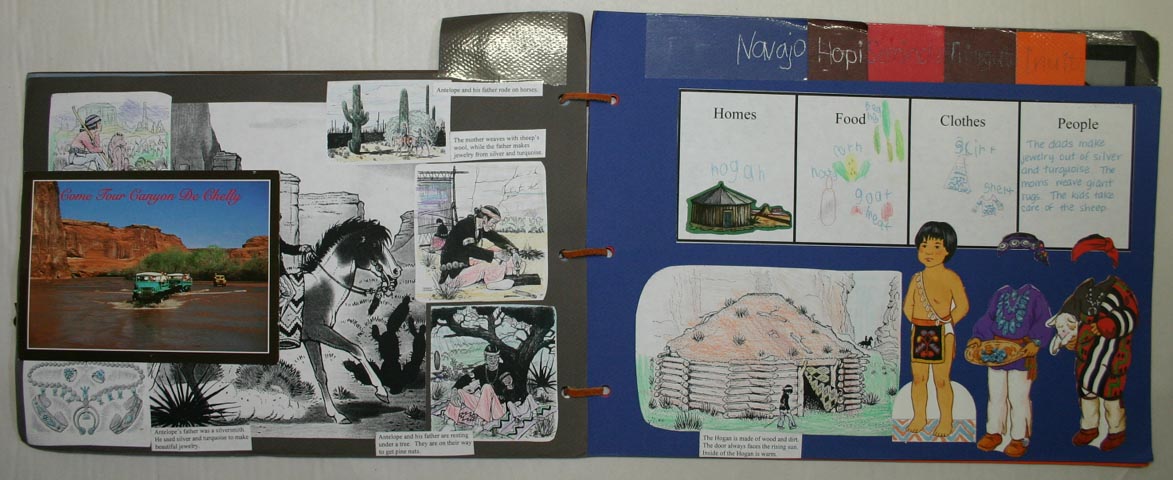 Antelope and his father rode on horses.
The mother weaves with sheep's
wool, while the father makes
jewelry from silver and turquoise.
Come Tour Canyon De Chelly
Antelope's father was a silversmith.
He used silver and turquoise to make
beautiful jewelry.
Antelope and his father are resting
under a tree. They are on their way
to get pine nuts.
Navajo
Hopi
Inuit
Homes
hogan
Food
corn
goat
meat
Clothes
skirt
shirt
People
The dads make
jewelry out of silver
and turquoise. The
moms weave giant
rugs. The kids take
care of the sheep.
The Hogan is made of wood and dirt.
The door always faces the rising sun.
Inside of the Hogan is warm.